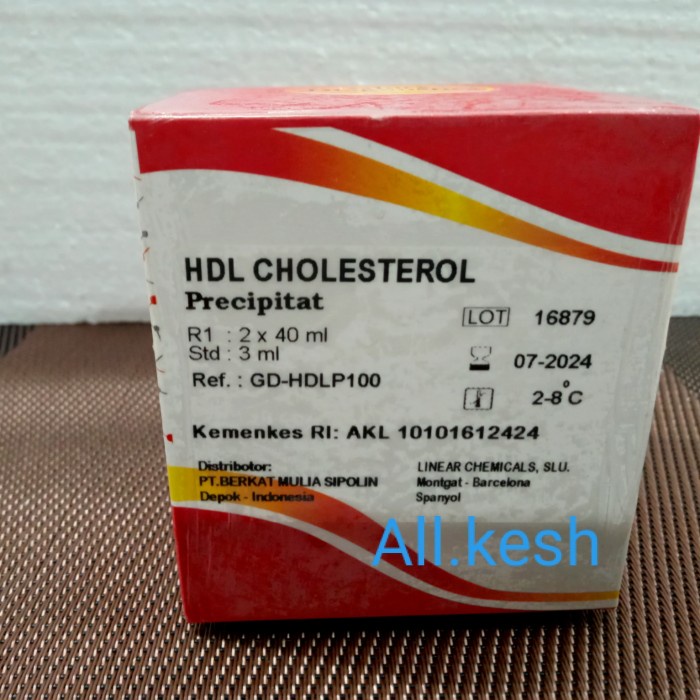 HDL CHOLESTEROL
Precipitat
R1 : 2 x 40 ml
Std : 3 ml
Ref. : GD-HDLP100
LOT 16879
07-2024
2-8°C
Kemenkes RI: AKL 10101612424
Distribotor:
PT.BERKAT MULIA SIPOLIN
Depok - Indonesia
LINEAR CHEMICALS, SLU.
Montgat - Barcelona
Spanyol
All.kesh